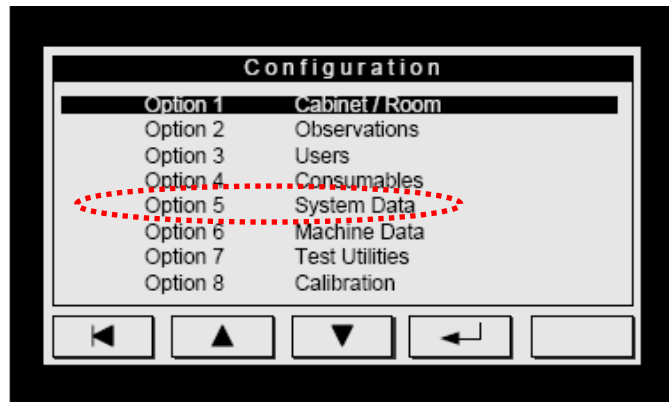 Configuration
Option 1 Cabinet / Room
Option 2 Observations
Option 3 Users
Option 4 Consumables
Option 5 System Data
Option 6 Machine Data
Option 7 Test Utilities
Option 8 Calibration